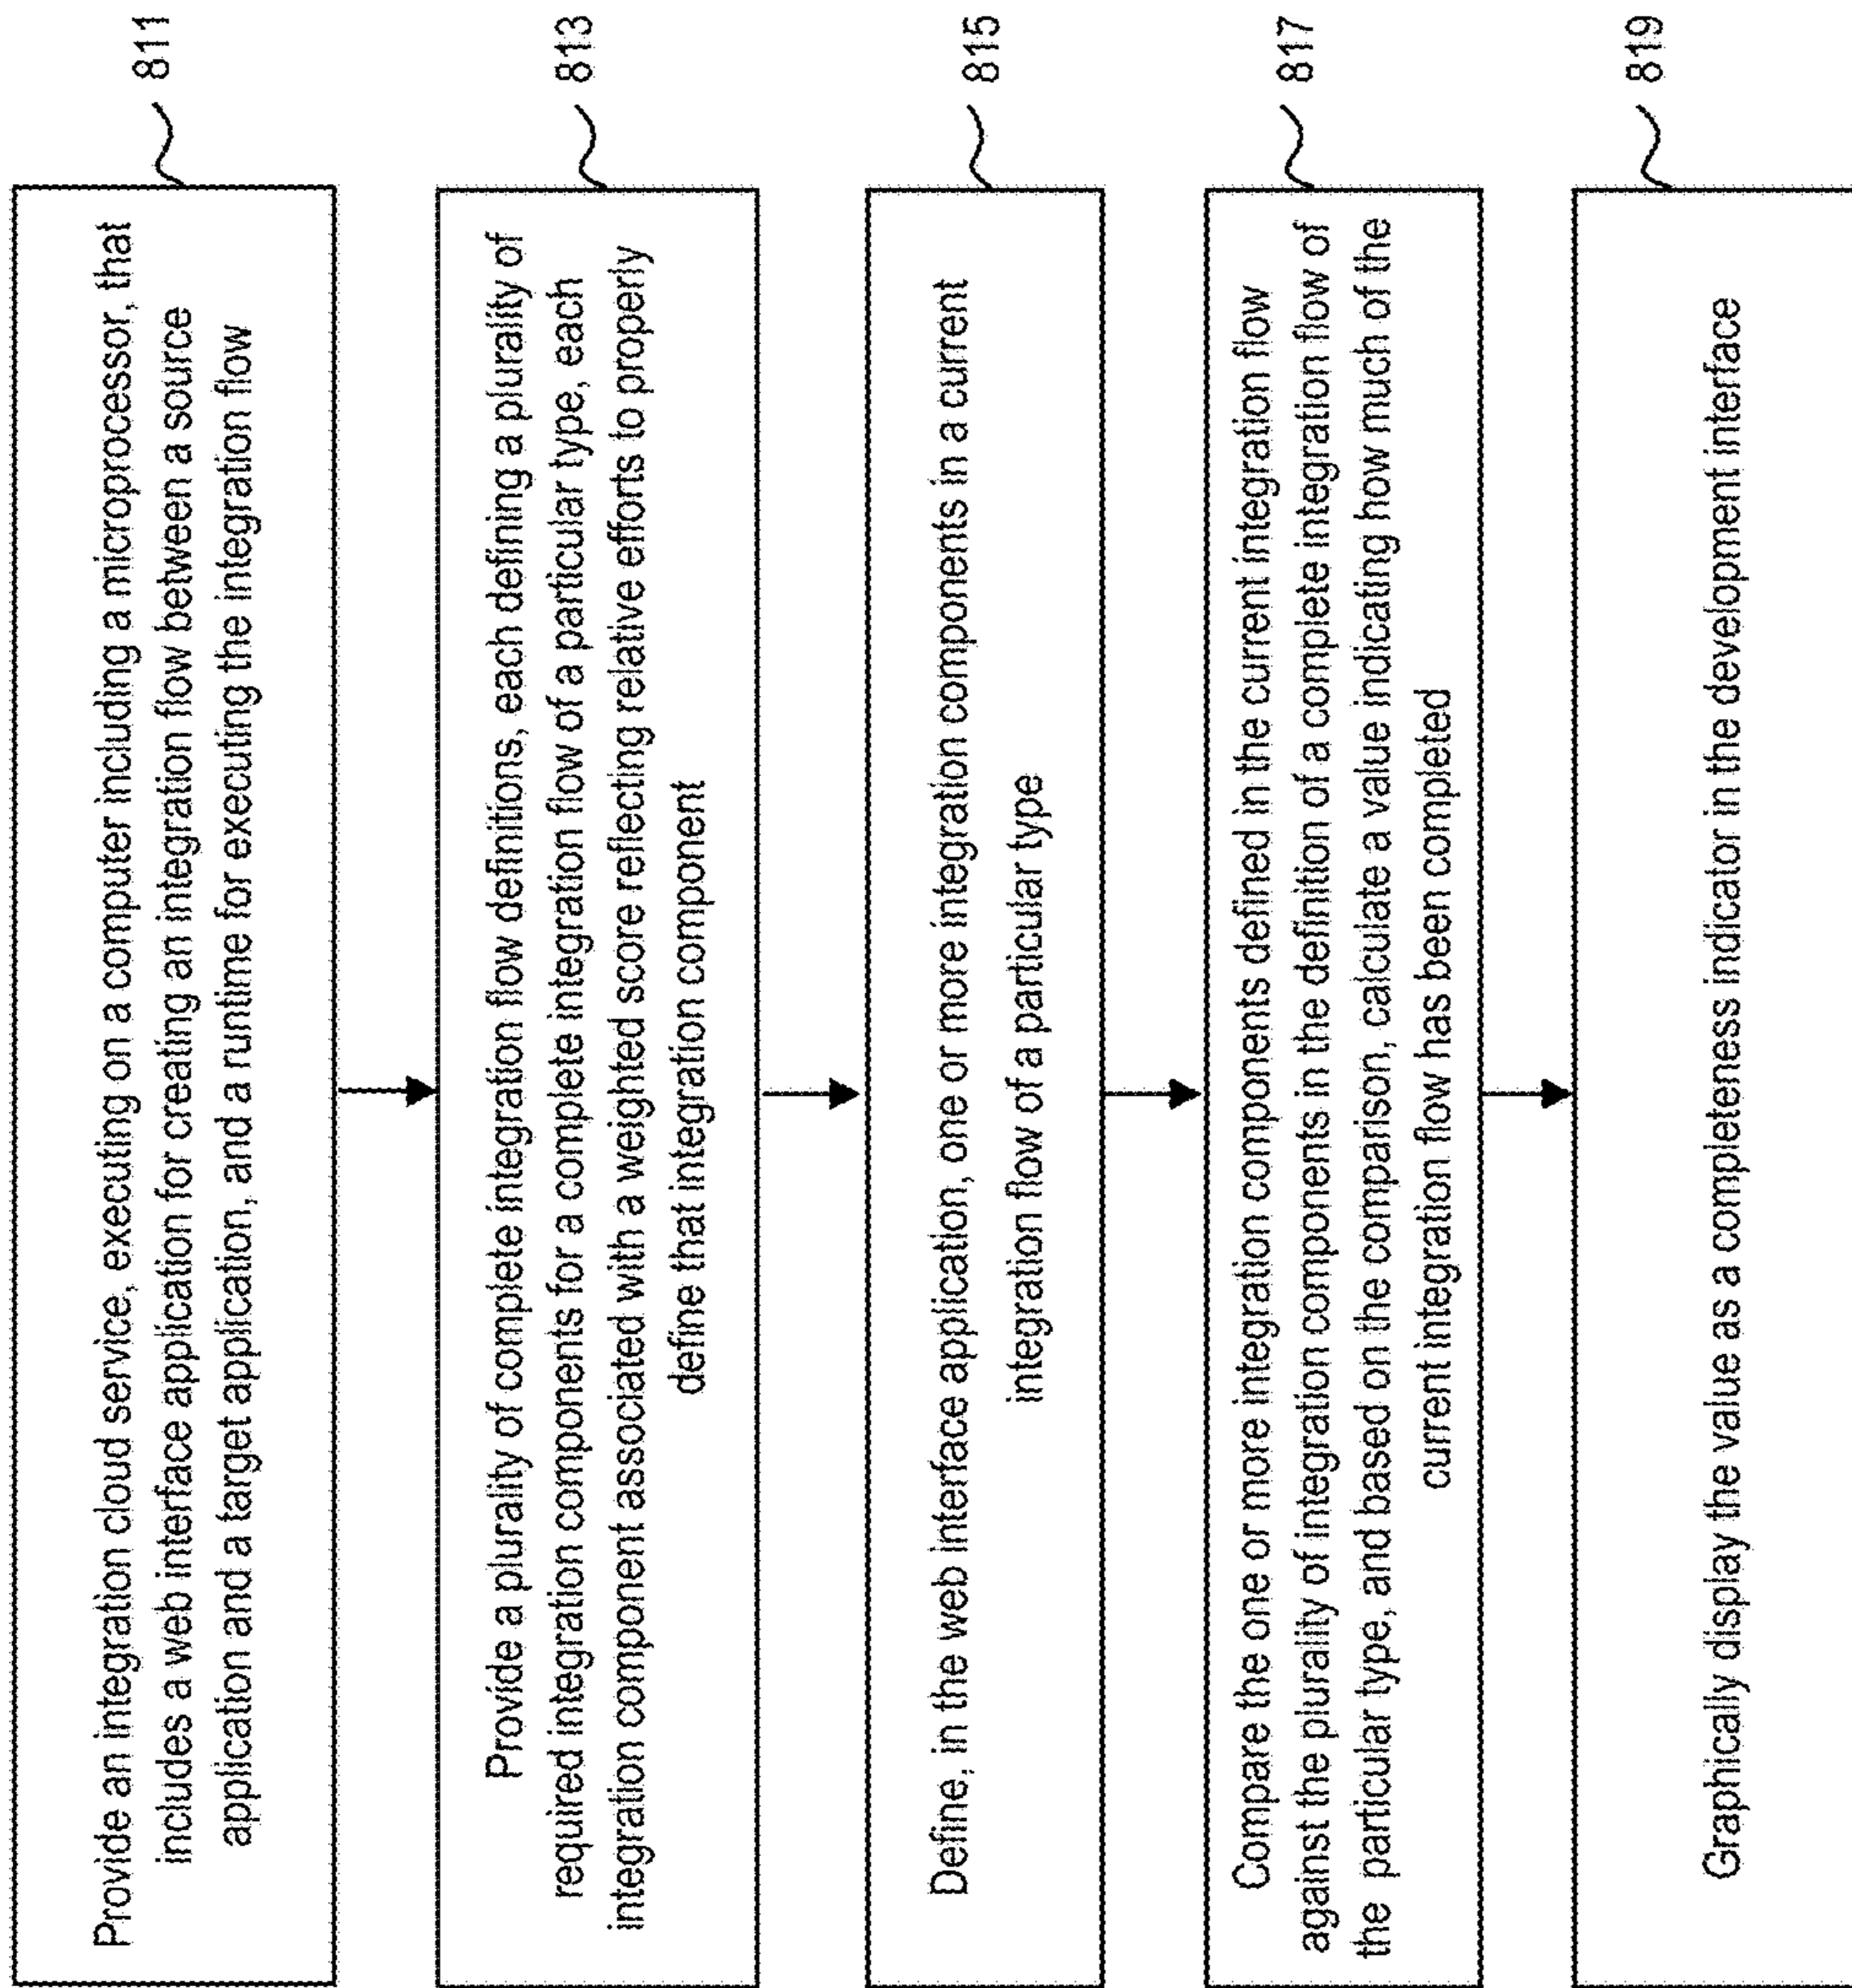 Provide an integration cloud service, executing on a computer including a microprocessor, that
includes a web interface application for creating an integration flow between a source
application and a target application, and a runtime for executing the integration flow
811
Provide a plurality of complete integration flow definitions, each defining a plurality of
required integration components for a complete integration flow of a particular type, each
integration component associated with a weighted score reflecting relative efforts to properly
define that integration component
813
Define, in the web interface application, one or more integration components in a current
integration flow of a particular type
815
Compare the one or more integration components defined in the current integration flow
against the plurality of integration components in the definition of a complete integration flow of
the particular type, and based on the comparison, calculate a value indicating how much of the
current integration flow has been completed
817
Graphically display the value as a completeness indicator in the development interface
819